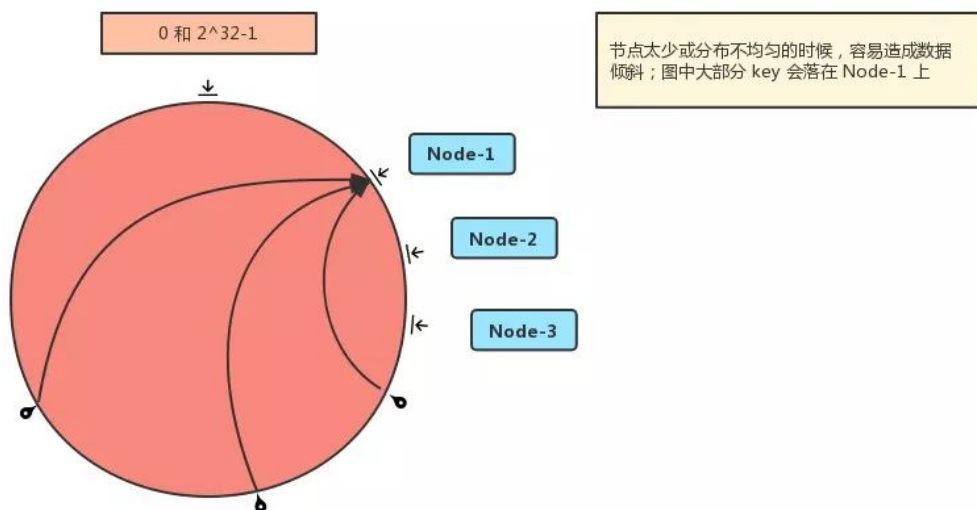 0 和 2^32-1
节点太少或分布不均匀的时候，容易造成数据
倾斜；图中大部分 key 会落在 Node-1 上
Node-1
Node-2
Node-3